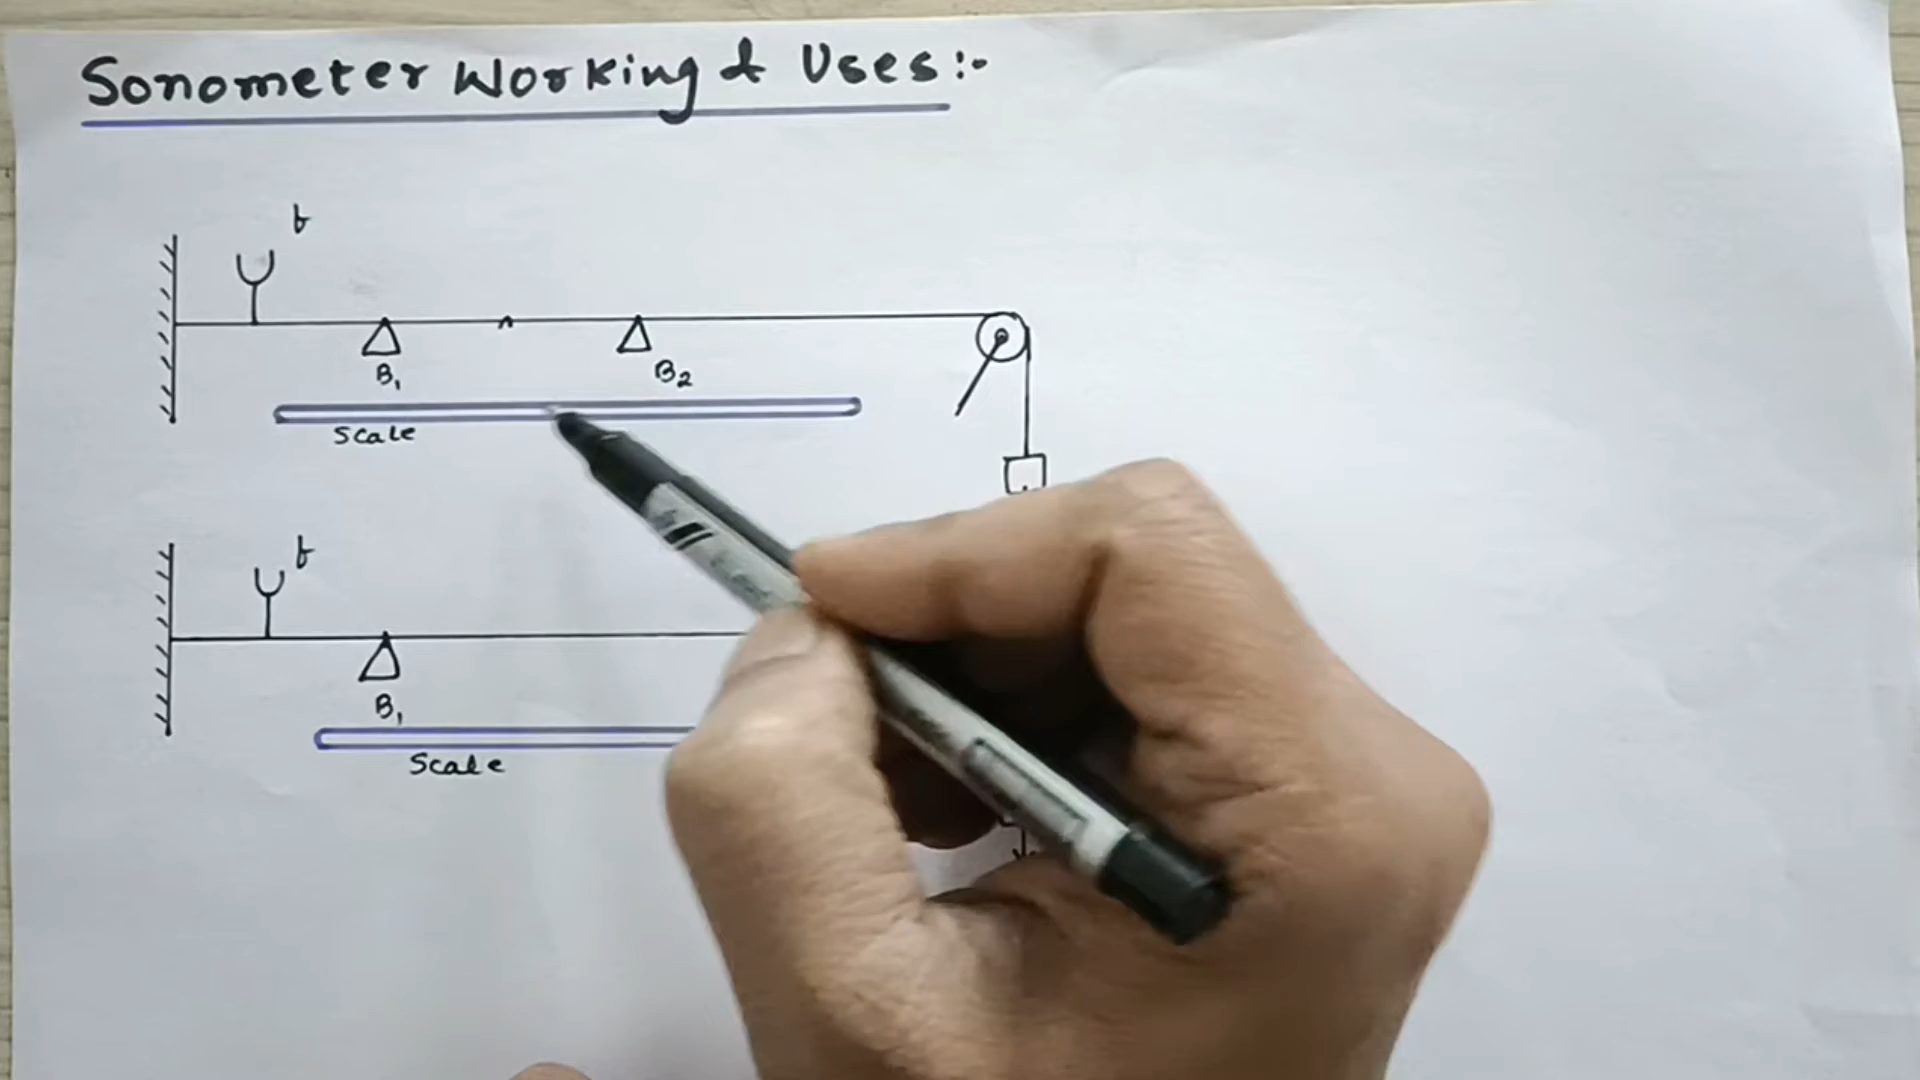 Sonometer Working & Uses:-
f
B₁
B₂
Scale
f
B₁
Scale